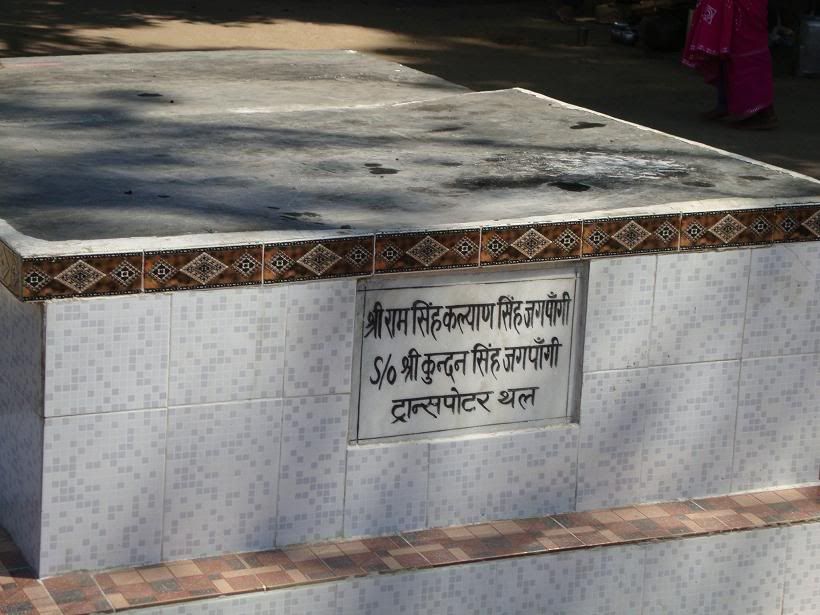 श्री राम सिंह कल्याण सिंह जगपाँगी
S/o श्री कुन्दन सिंह जगपाँगी
ट्रान्सपोटर थल